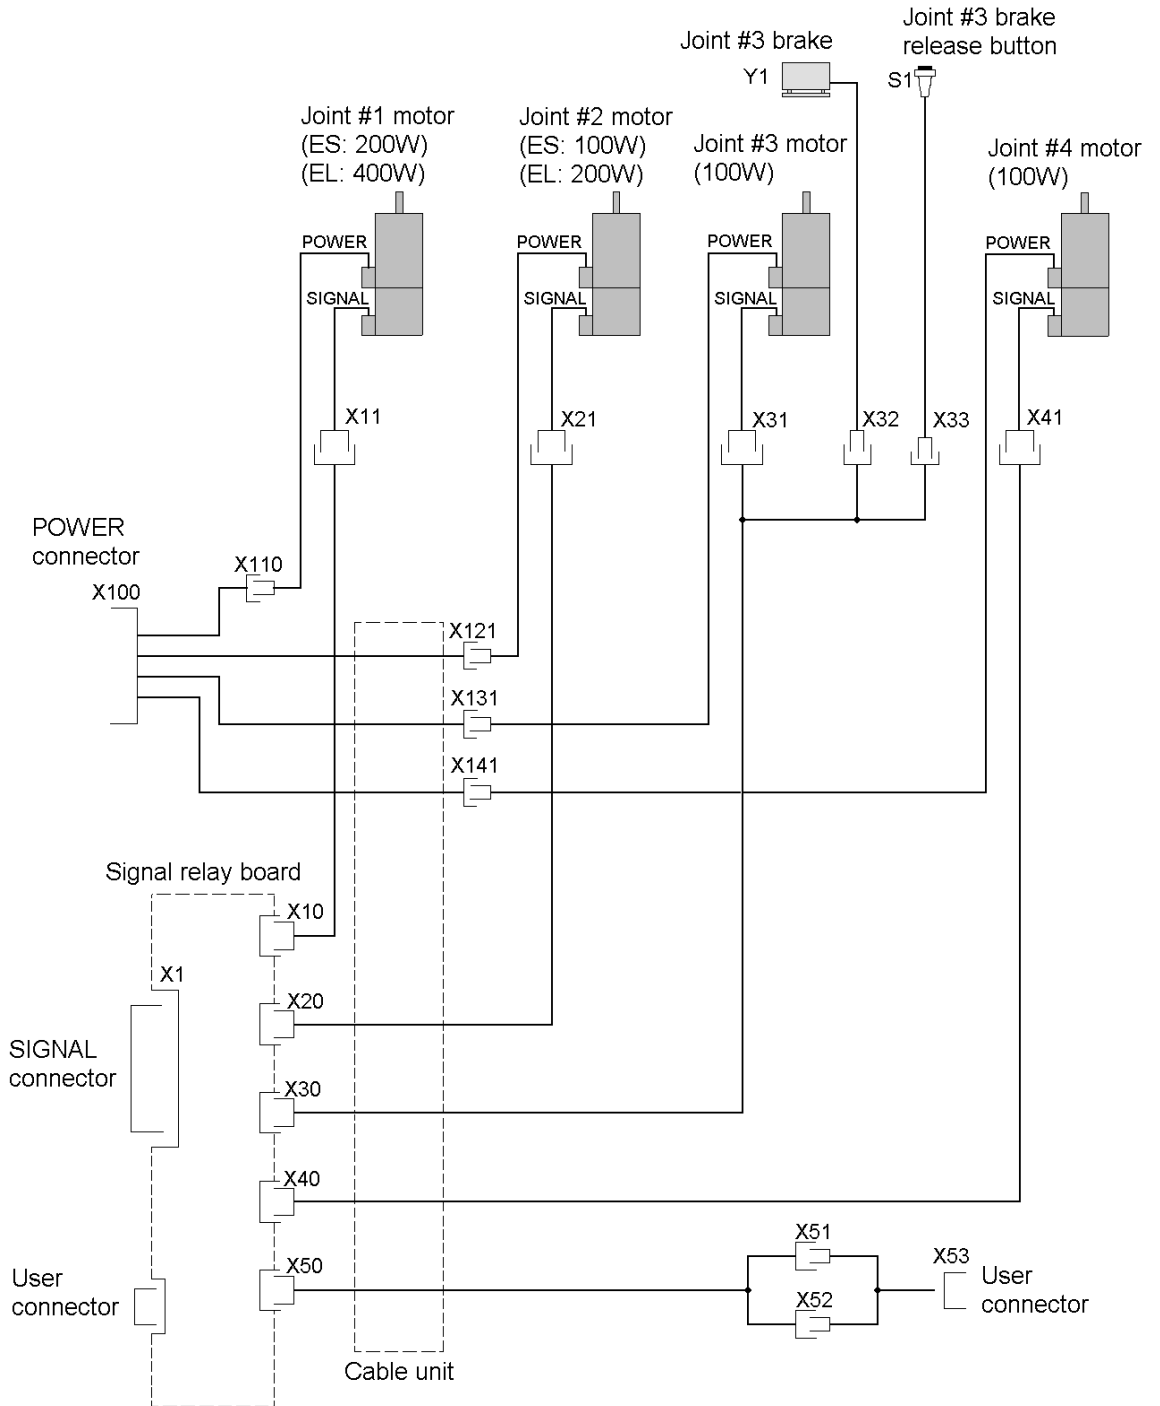 Joint #3 brake
release button
Joint #3 brake
Y1
S1
Joint #1 motor
(ES: 200W)
(EL: 400W)
Joint #2 motor
(ES: 100W)
(EL: 200W)
Joint #3 motor
(100W)
Joint #4 motor
(100W)
POWER
POWER
POWER
POWER
SIGNAL
SIGNAL
SIGNAL
SIGNAL
X11
X21
X31
X32
X33
X41
POWER
connector
X100
X110
X121
X131
X141
Signal relay board
X10
X1
X20
SIGNAL
connector
X30
X40
X50
User
connector
X51
X52
X53
User
connector
Cable unit